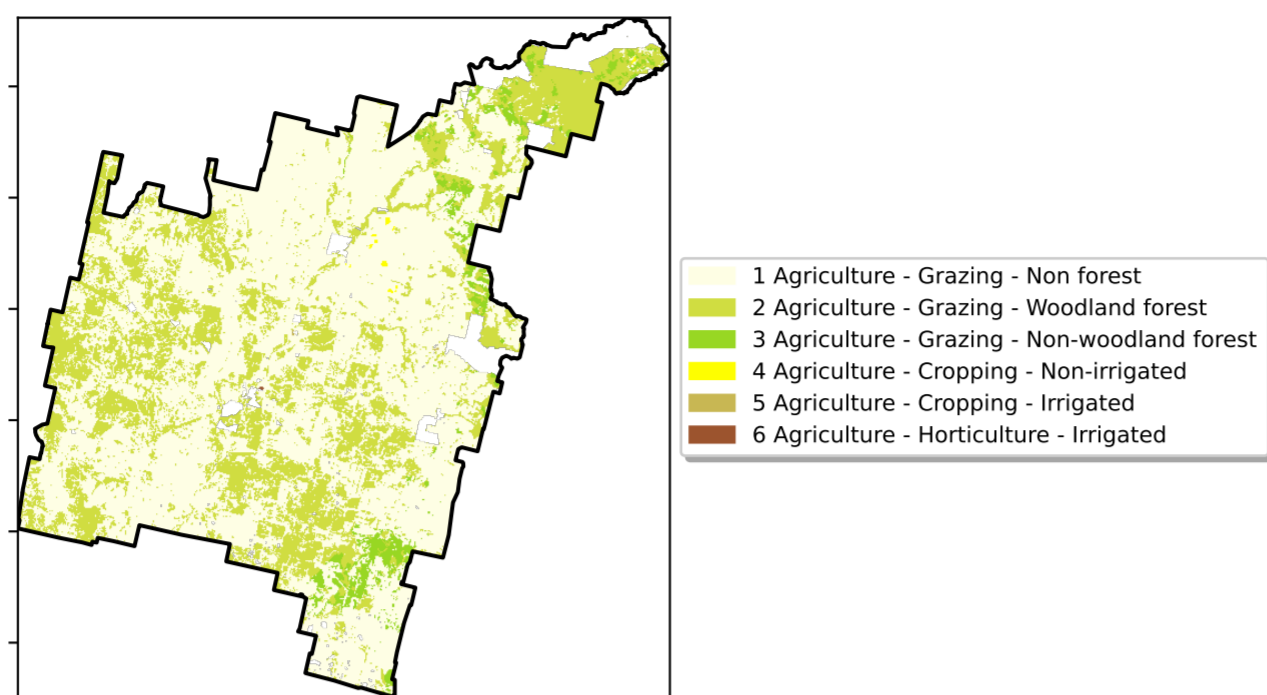 1 Agriculture - Grazing - Non forest
2 Agriculture - Grazing - Woodland forest
3 Agriculture - Grazing - Non-woodland forest
4 Agriculture - Cropping - Non-irrigated
5 Agriculture - Cropping - Irrigated
6 Agriculture - Horticulture - Irrigated